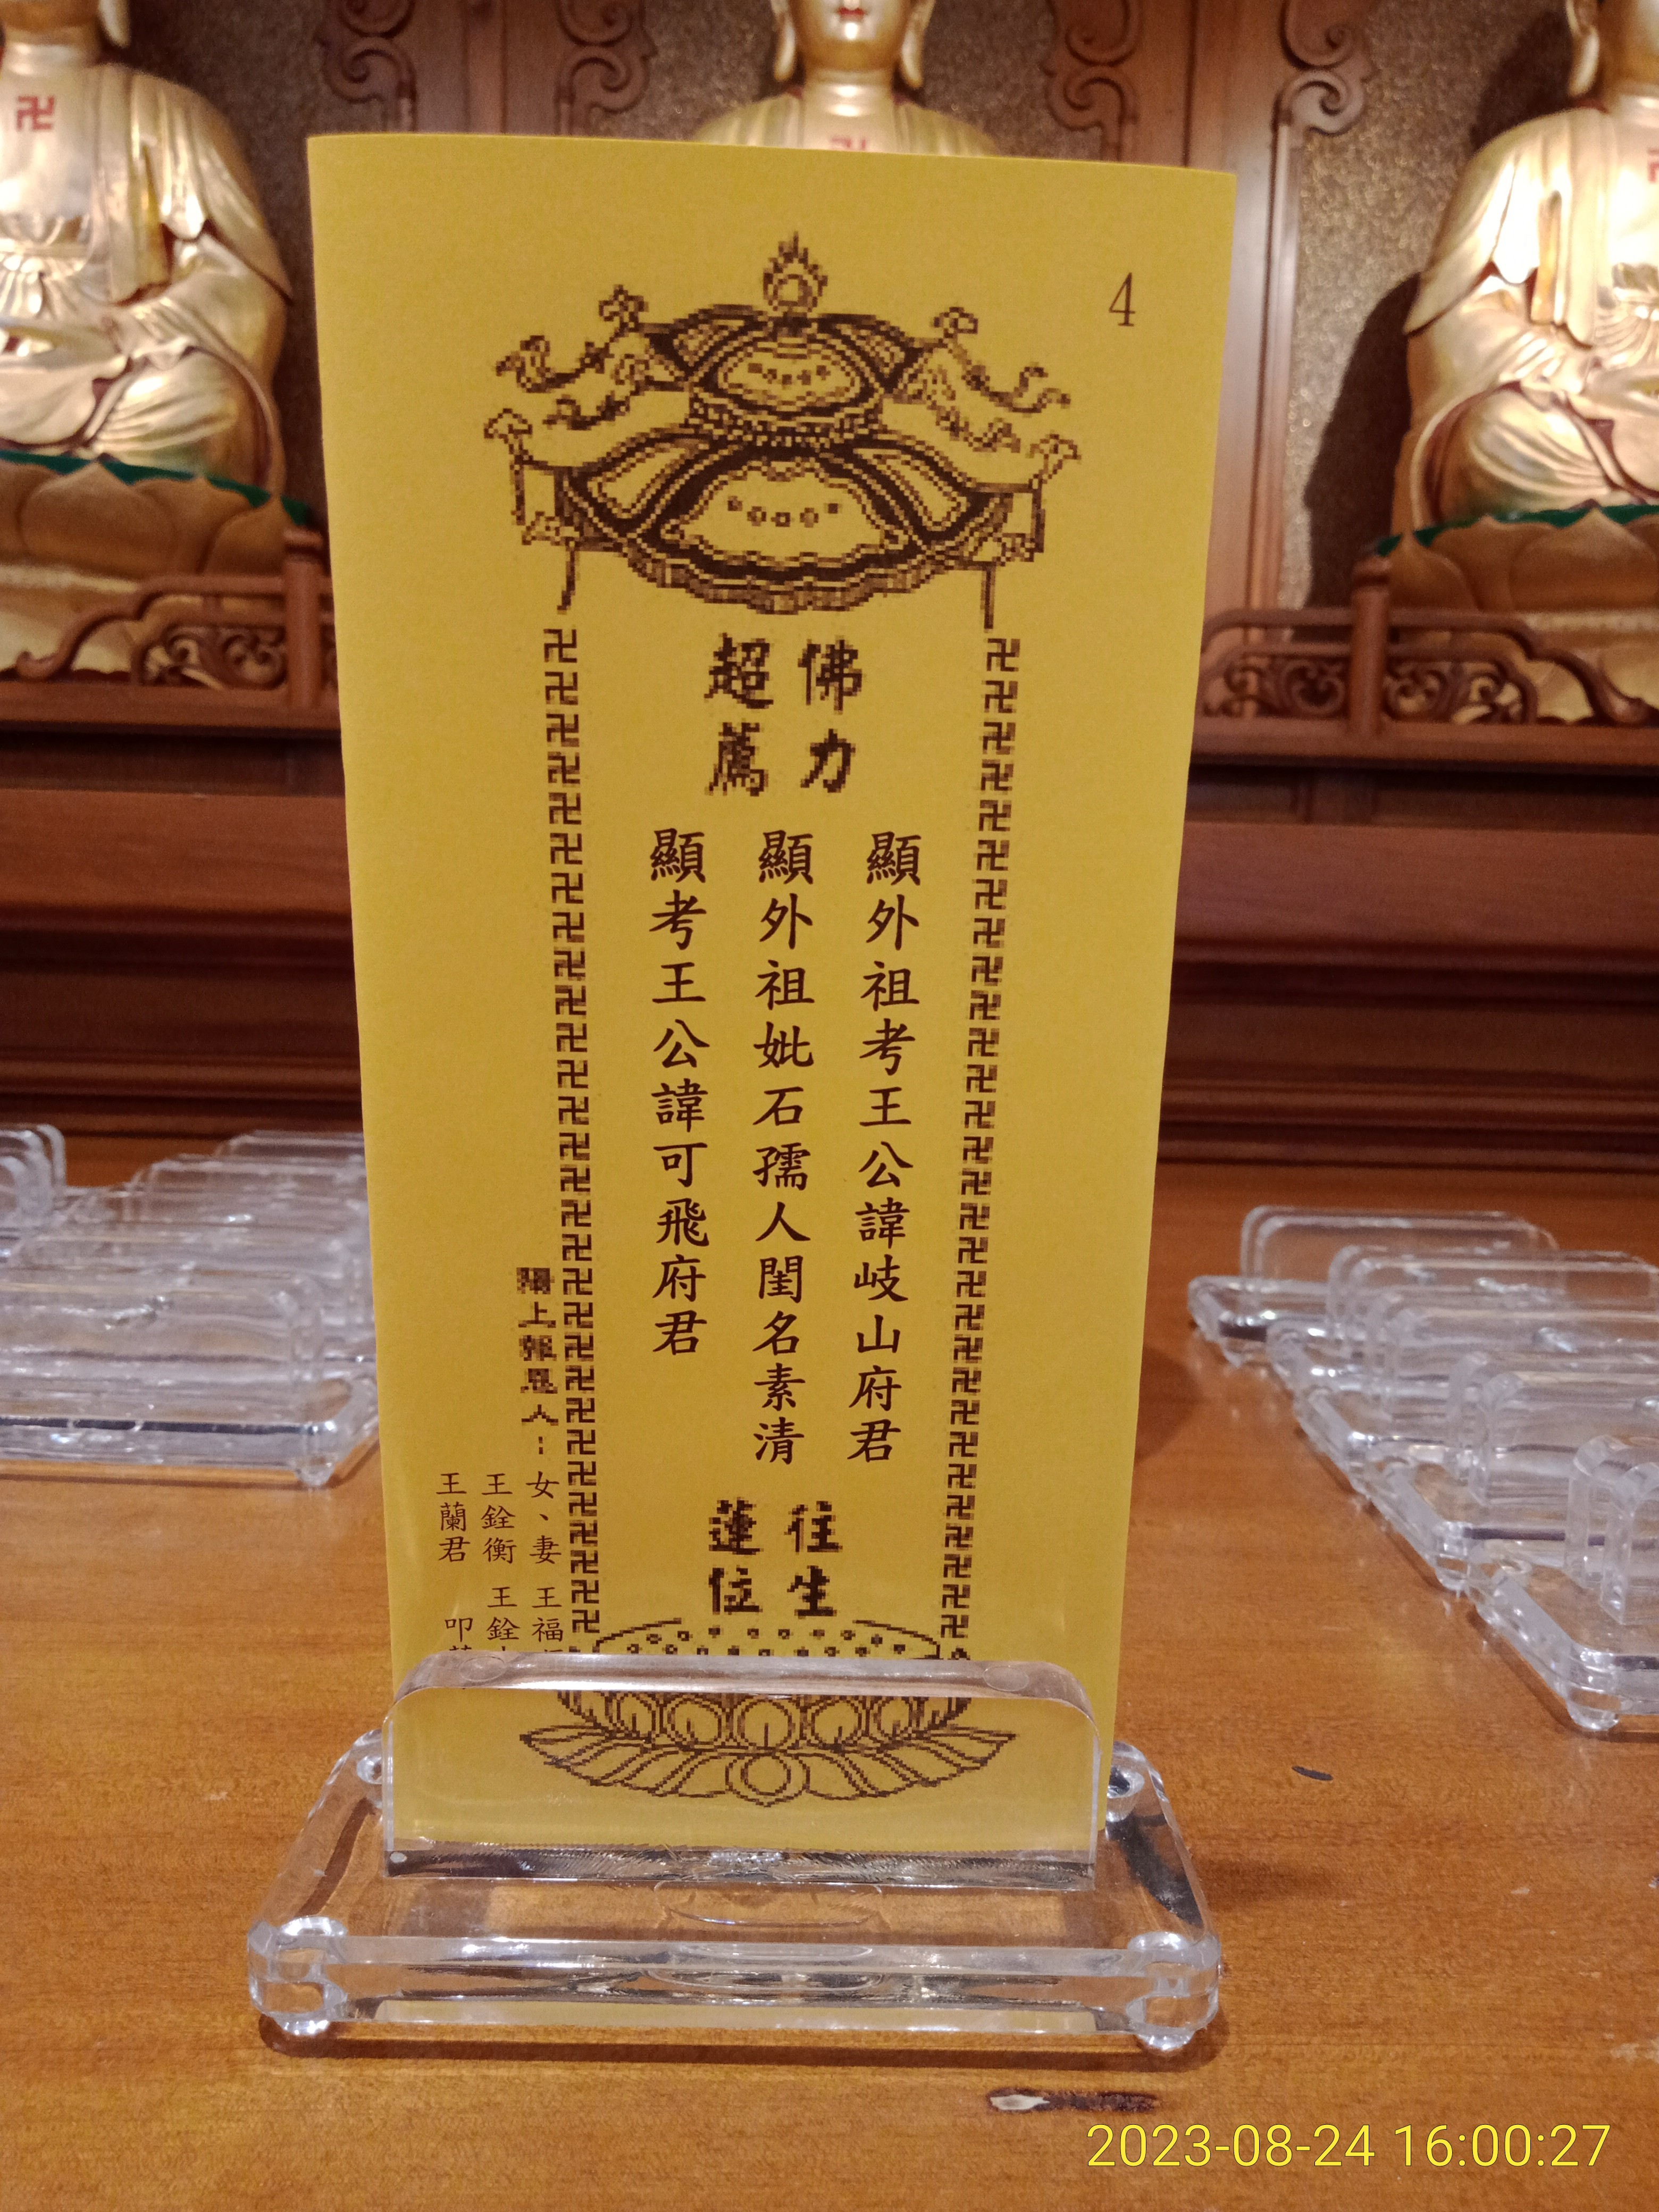 4
佛力
超薦
顯外祖考王公諱岐山府君
顯外祖妣石孺人閨名素清
顯考王公諱可飛府君
往生
蓮位
陽上報恩人：
女、妻 王福
王銓衡 王銓
王蘭君 叩
2023-08-24 16:00:27